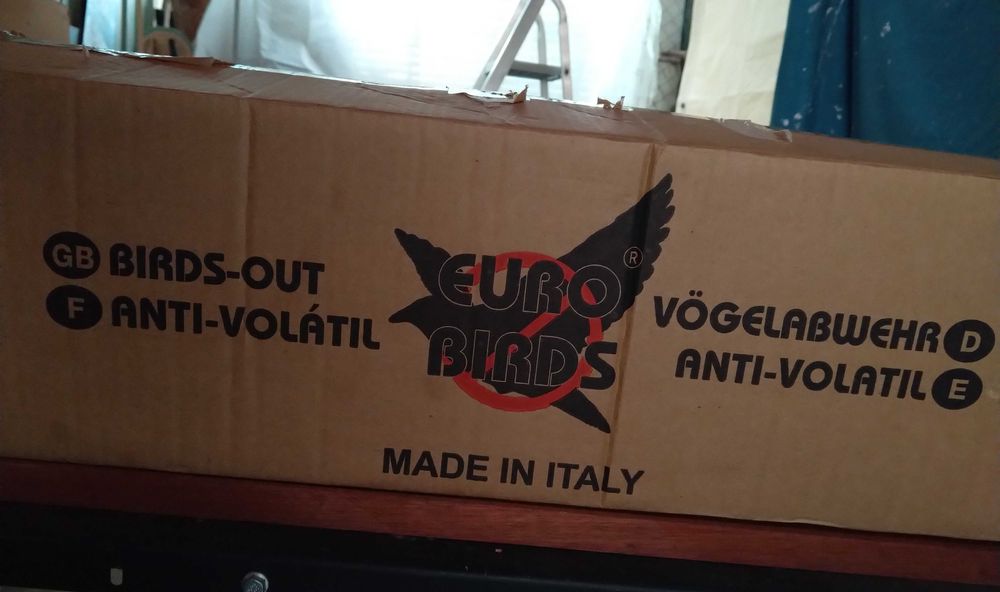 GB BIRDS-OUT
F ANTI-VOLÁTIL
EURO ®
BIRDS
VÖGELABWEHR D
ANTI-VOLATIL E
MADE IN ITALY